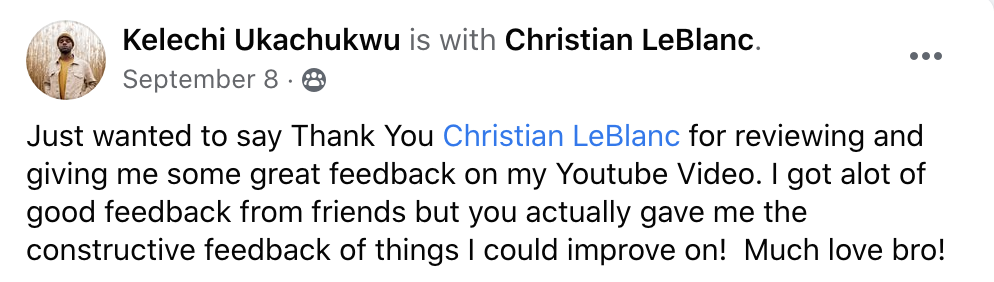 Kelechi Ukachukwu is with Christian LeBlanc.
September 8 ·
Just wanted to say Thank You Christian LeBlanc for reviewing and
giving me some great feedback on my Youtube Video. I got alot of
good feedback from friends but you actually gave me the
constructive feedback of things I could improve on!  Much love bro!